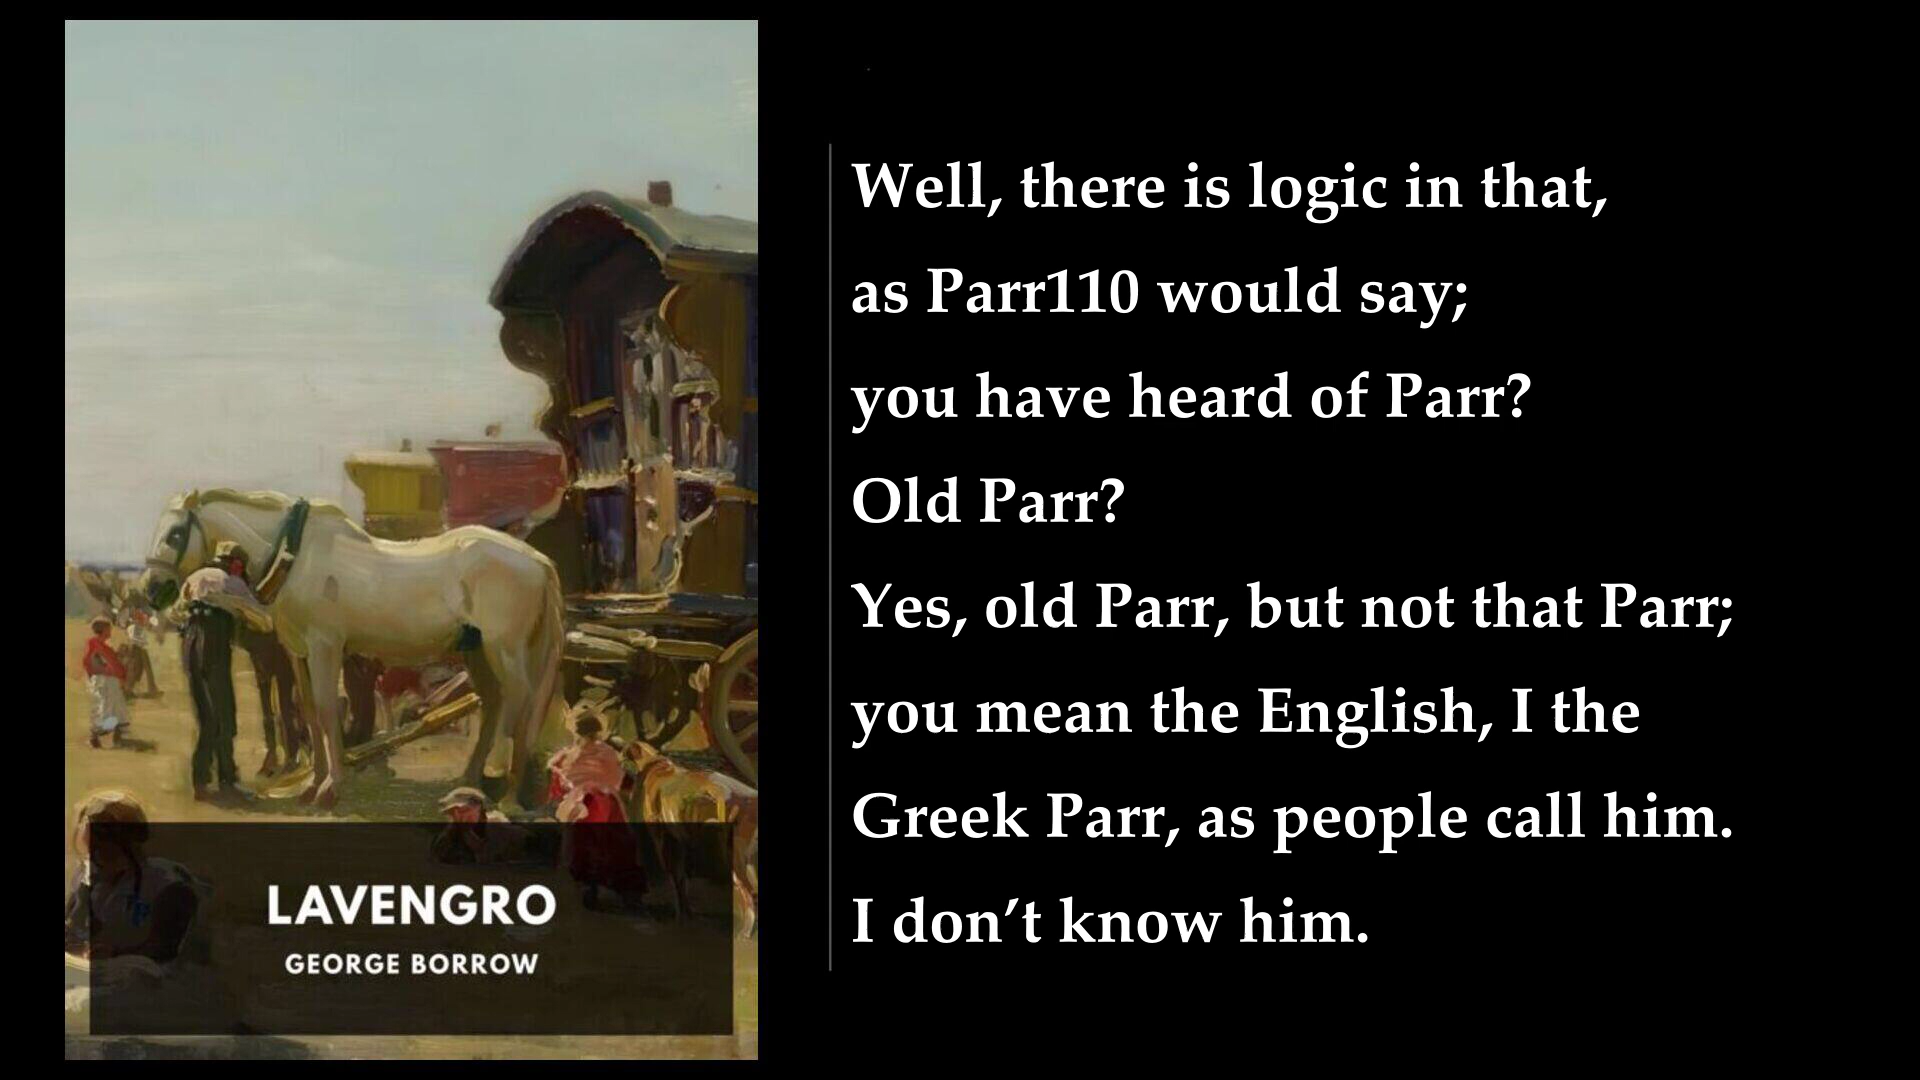 LAVENGRO
GEORGE BORROW
Well, there is logic in that,
as Parr110 would say;
you have heard of Parr?
Old Parr?
Yes, old Parr, but not that Parr;
you mean the English, I the
Greek Parr, as people call him.
I don’t know him.